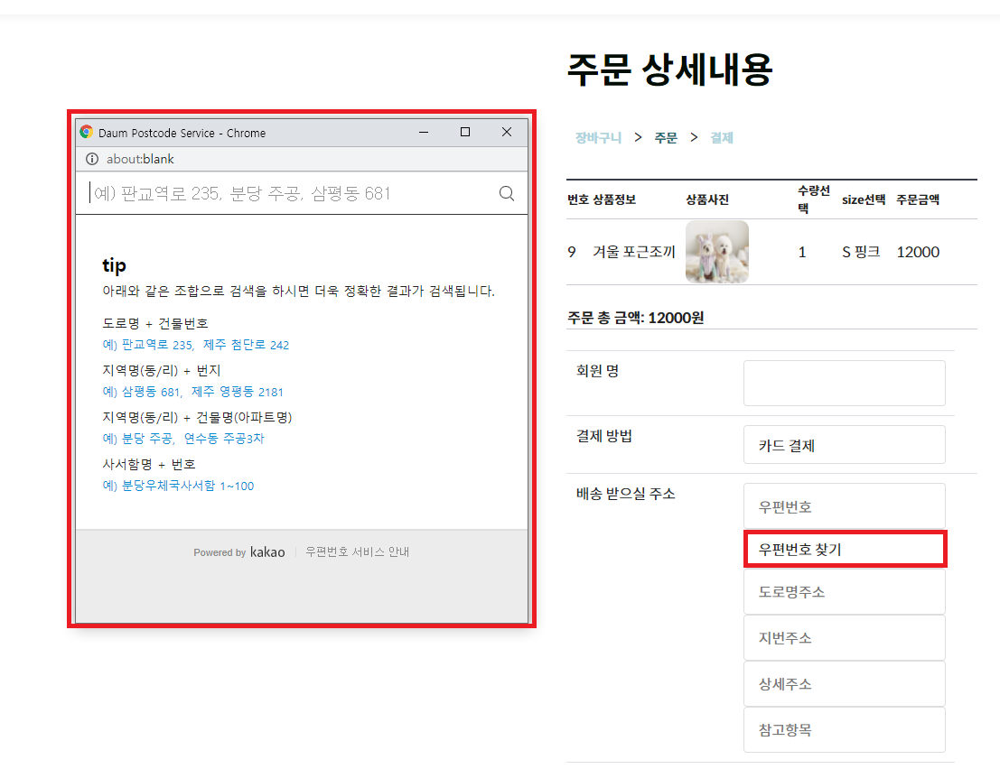 주문 상세내용
장바구니 > 주문 > 결제
번호 상품정보 상품사진 수량선택 size선택 주문금액
9 겨울 포근조끼 1 S 핑크 12000
주문 총 금액: 12000원
회원 명
결제 방법 카드 결제
배송 받으실 주소 우편번호
우편번호 찾기
도로명주소
지번주소
상세주소
참고항목
Daum Postcode Service - Chrome
about:blank
예) 판교역로 235, 분당 주공, 삼평동 681
tip
아래와 같은 조합으로 검색을 하시면 더욱 정확한 결과가 검색됩니다.
도로명 + 건물번호
예) 판교역로 235, 제주 첨단로 242
지역명(동/리) + 번지
예) 삼평동 681, 제주 영평동 2181
지역명(동/리) + 건물명(아파트명)
예) 분당 주공, 연수동 주공3차
사서함명 + 번호
예) 분당우체국사서함 1~100
Powered by kakao 우편번호 서비스 안내